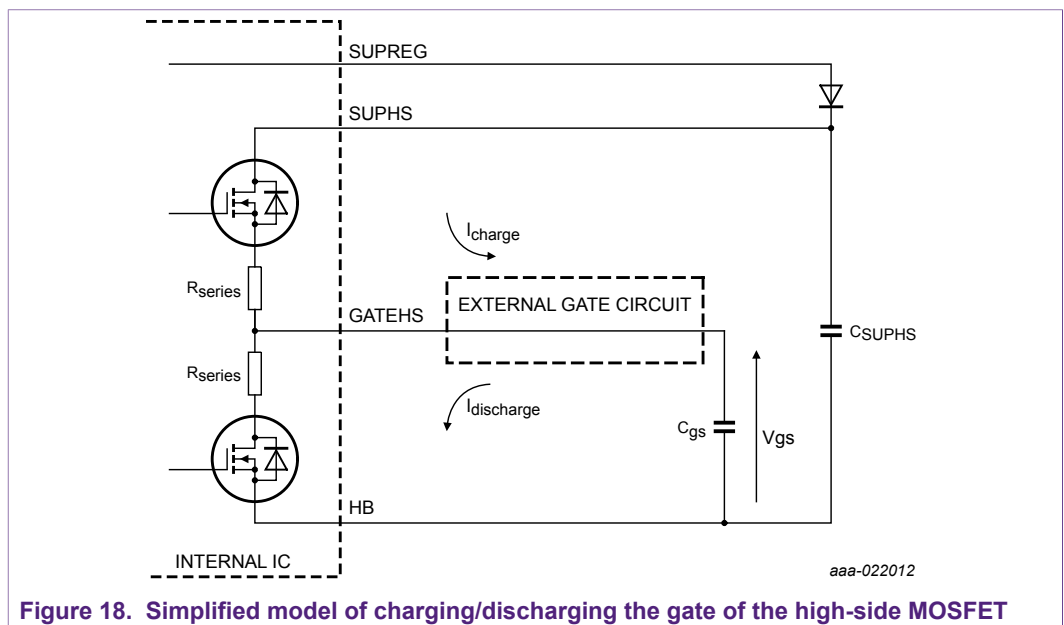 SUPREG
SUPHS
Icharge
Rseries
EXTERNAL GATE CIRCUIT
GATEHS
CSUPHS
Rseries
Idischarge
Cgs
Vgs
HB
INTERNAL IC
aaa-022012
Figure 18. Simplified model of charging/discharging the gate of the high-side MOSFET